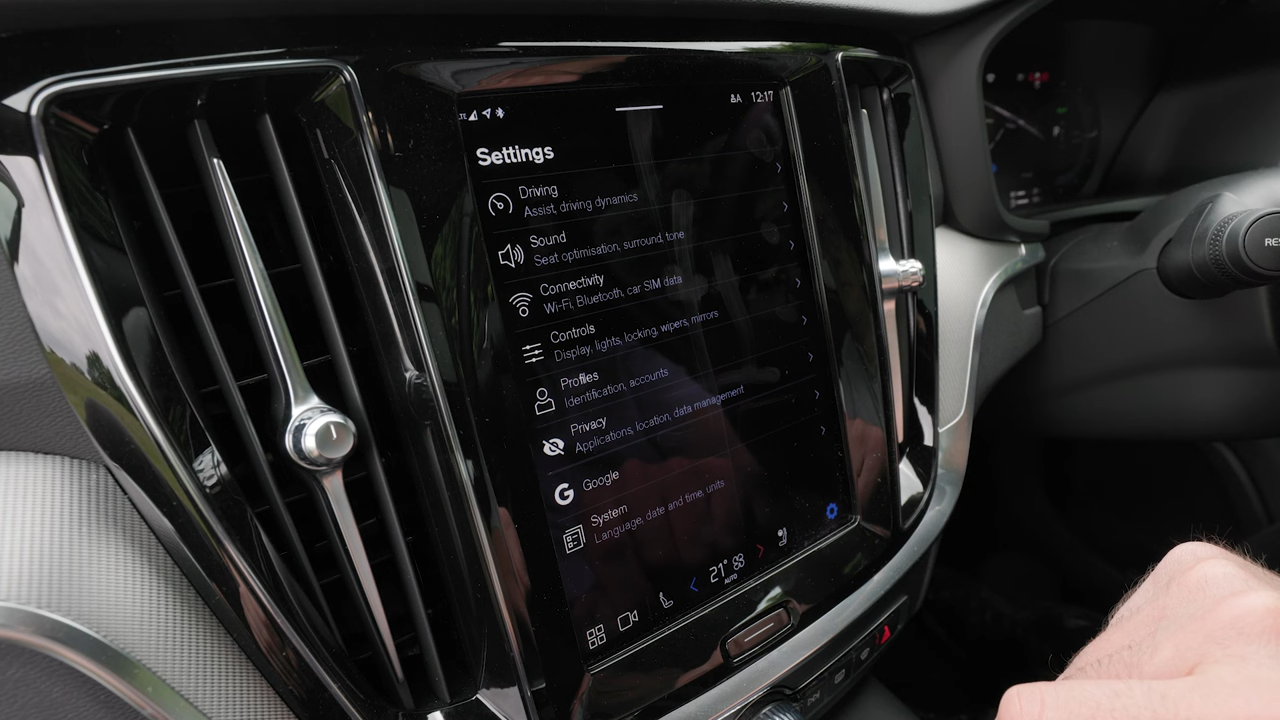 LTE
12:17
Settings
Driving
Assist, driving dynamics
Sound
Seat optimisation, surround, tone
Connectivity
Wi-Fi, Bluetooth, car SIM data
Controls
Display, lights, locking, wipers, mirrors
Profiles
Identification, accounts
Privacy
Applications, location, data management
G Google
System
Language, date and time, units
21°
AUTO
RES